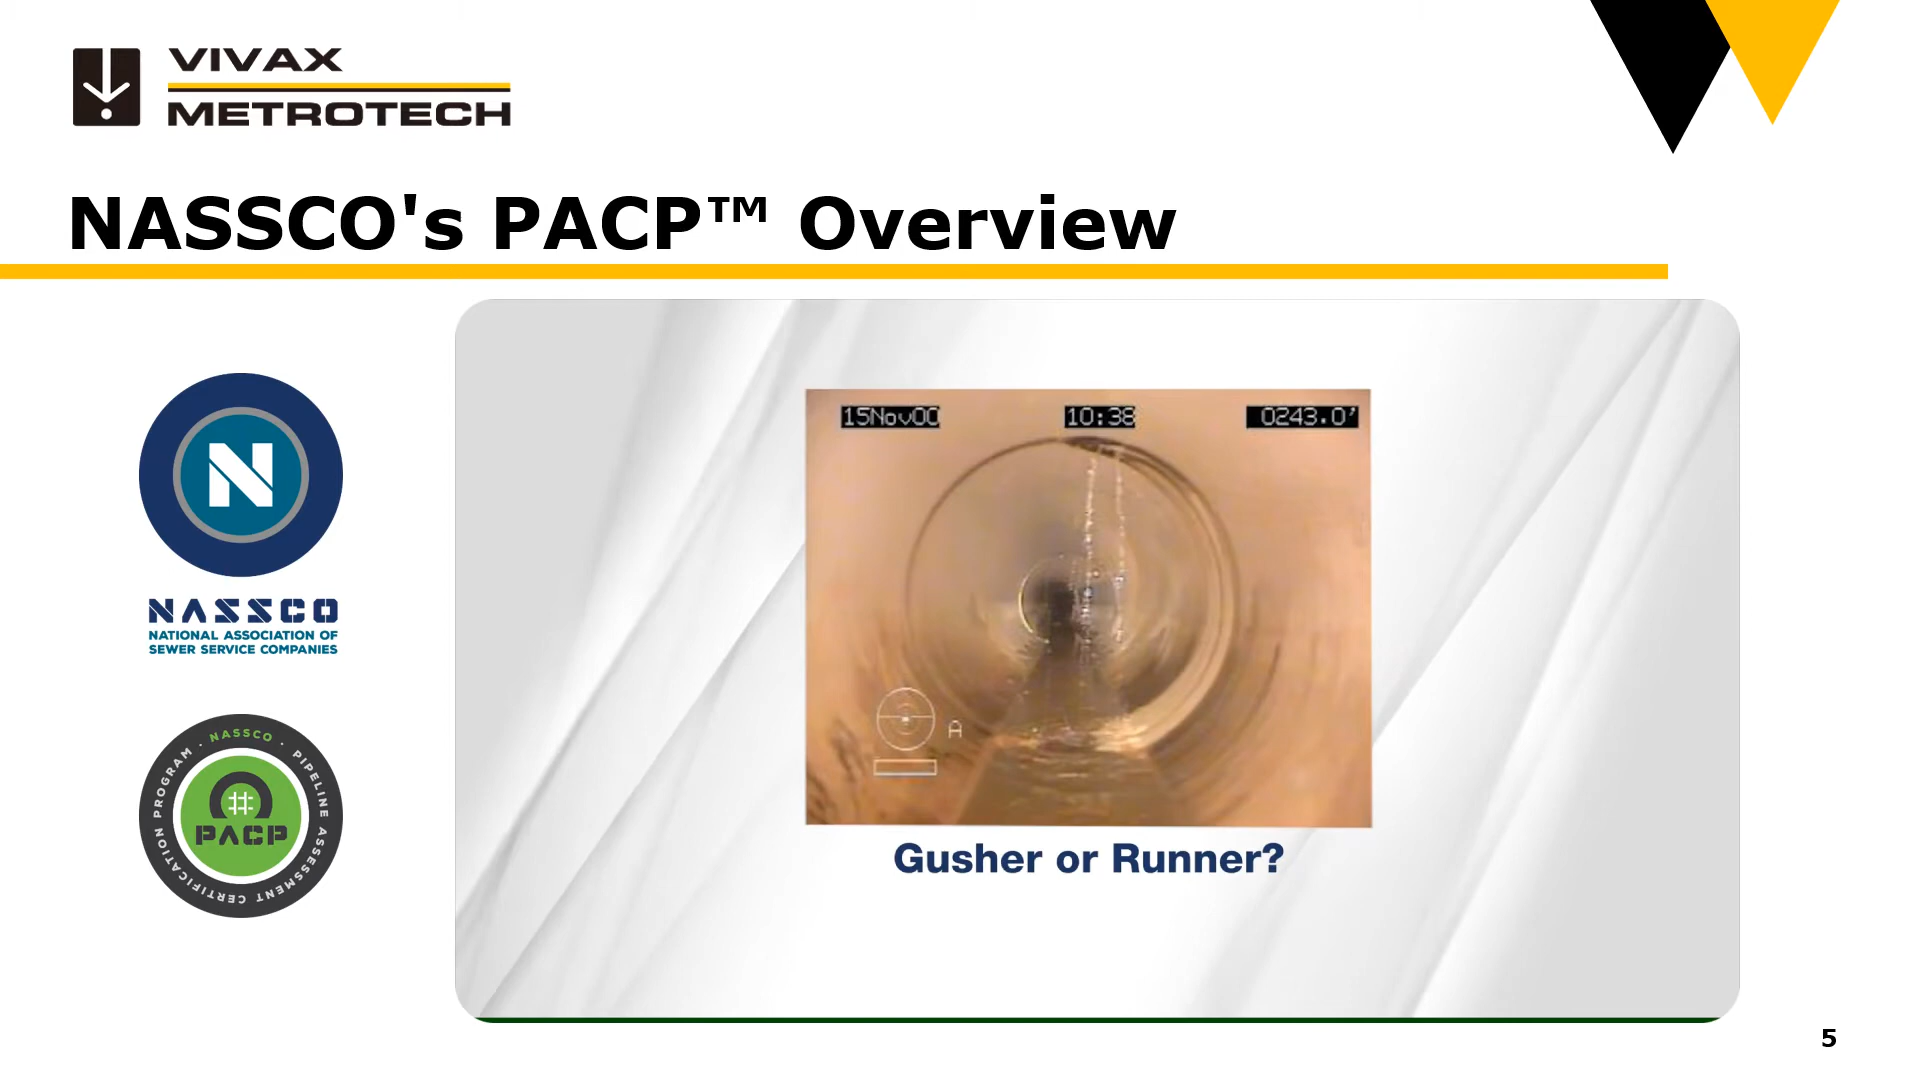 VIVAX
METROTECH
NASSCO's PACP™ Overview
N
NASSCO
NATIONAL ASSOCIATION OF
SEWER SERVICE COMPANIES
· NASSCO · PIPELINE ASSESSMENT CERTIFICATION PROGRAM
PACP
15Nov00 10:38 0243.0'
A
Gusher or Runner?
5